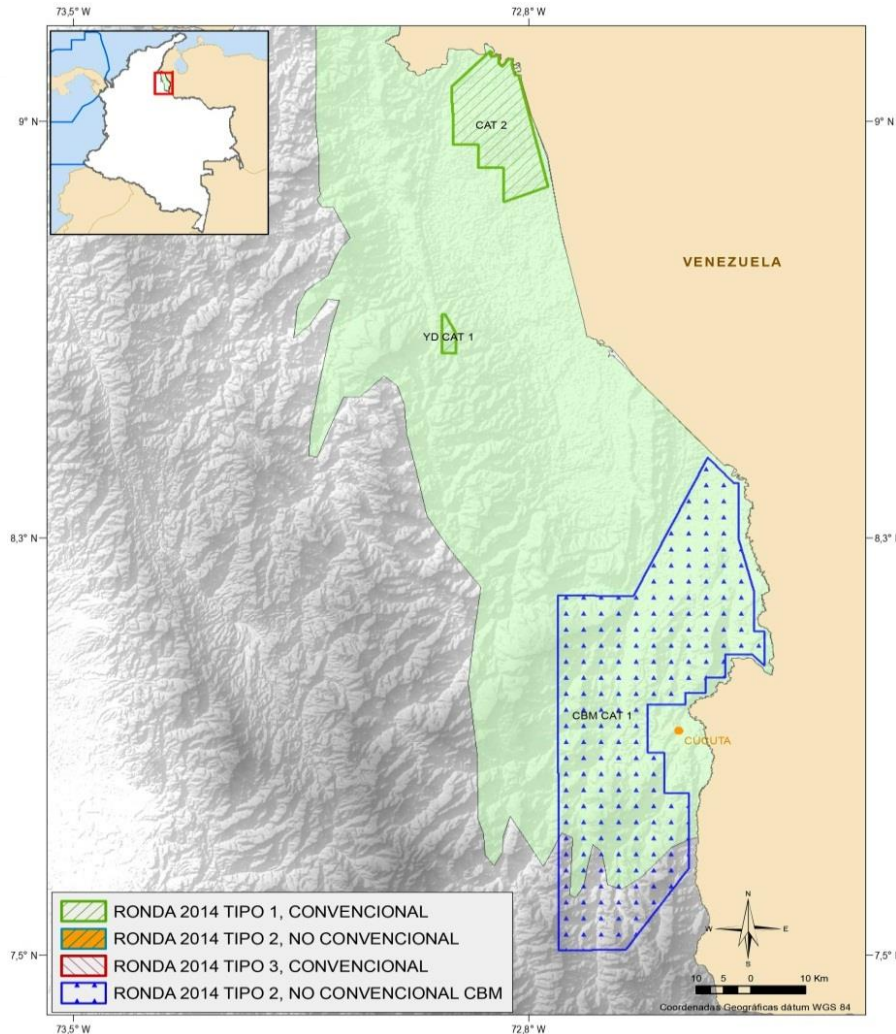 73,5° W
72,8° W
9° N
9° N
CAT 2
VENEZUELA
YD CAT 1
8,3° N
8,3° N
CBM CAT 1
CÚCUTA
7,5° N
7,5° N
RONDA 2014 TIPO 1, CONVENCIONAL
RONDA 2014 TIPO 2, NO CONVENCIONAL
RONDA 2014 TIPO 3, CONVENCIONAL
RONDA 2014 TIPO 2, NO CONVENCIONAL CBM
N
W
E
S
10 5 0 10 Km
Coordenadas Geográficas dátum WGS 84
73,5° W
72,8° W